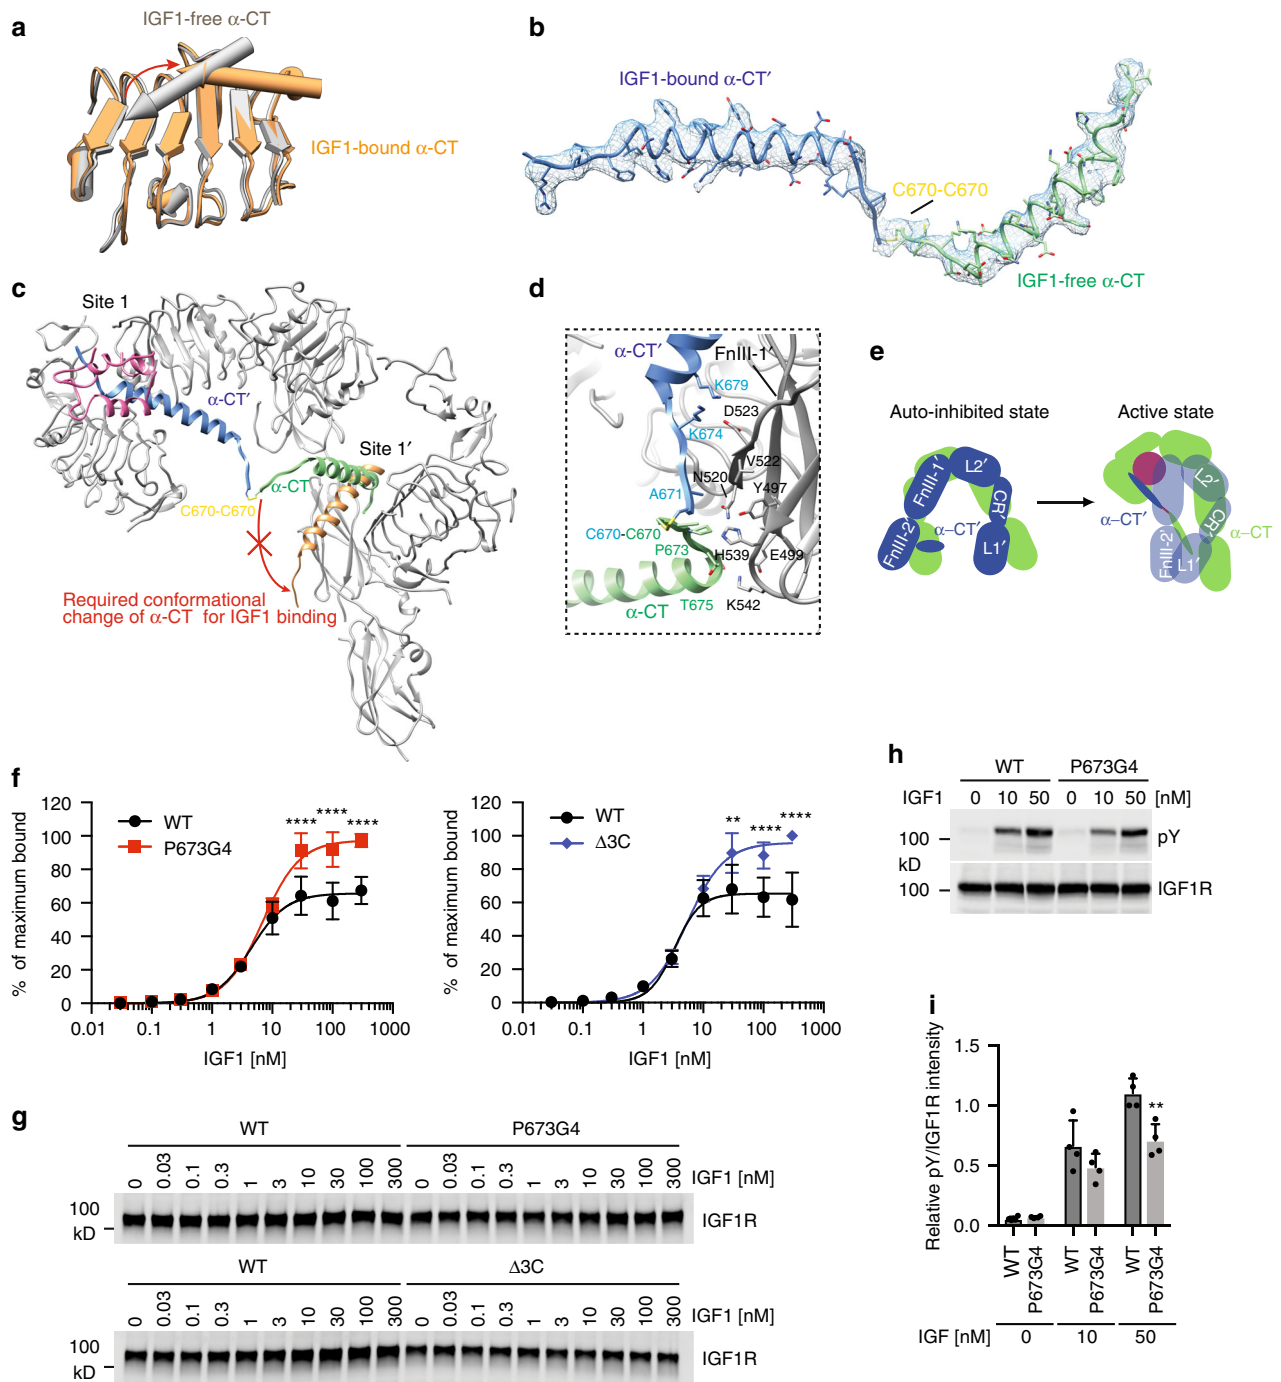 a
IGF1-free α-CT
IGF1-bound α-CT
b
IGF1-bound α-CT′
C670-C670
IGF1-free α-CT
c
Site 1
α-CT′
Site 1′
α-CT
C670-C670
Required conformational
change of α-CT for IGF1 binding
d
α-CT′
FnIII-1′
K679
D523
K674
V522
N520
Y497
A671
C670-C670
P673
H539
E499
T675
K542
α-CT
e
Auto-inhibited state
Active state
FnIII-1′
L2′
CR′
FnIII-2′
α-CT′
L1′
L2′
α-CT′
CR′
α-CT
FnIII-2
L1′
f
% of maximum bound
120
100
80
60
40
20
0
WT
P673G4
**** **** ****
0.01 0.1 1 10 100 1000
IGF1 [nM]
% of maximum bound
120
100
80
60
40
20
0
WT
Δ3C
** **** ****
0.01 0.1 1 10 100 1000
IGF1 [nM]
g
WT P673G4
0 0.03 0.1 0.3 1 3 10 30 100 300 0 0.03 0.1 0.3 1 3 10 30 100 300 IGF1 [nM]
100
kD
IGF1R
WT Δ3C
0 0.03 0.1 0.3 1 3 10 30 100 300 0 0.03 0.1 0.3 1 3 10 30 100 300 IGF1 [nM]
100
kD
IGF1R
h
WT P673G4
IGF1 0 10 50 0 10 50 [nM]
100
pY
kD
100
IGF1R
i
Relative pY/IGF1R intensity
1.5
1.0
0.5
0.0
**
WT P673G4 WT P673G4 WT P673G4
IGF [nM] 0 10 50